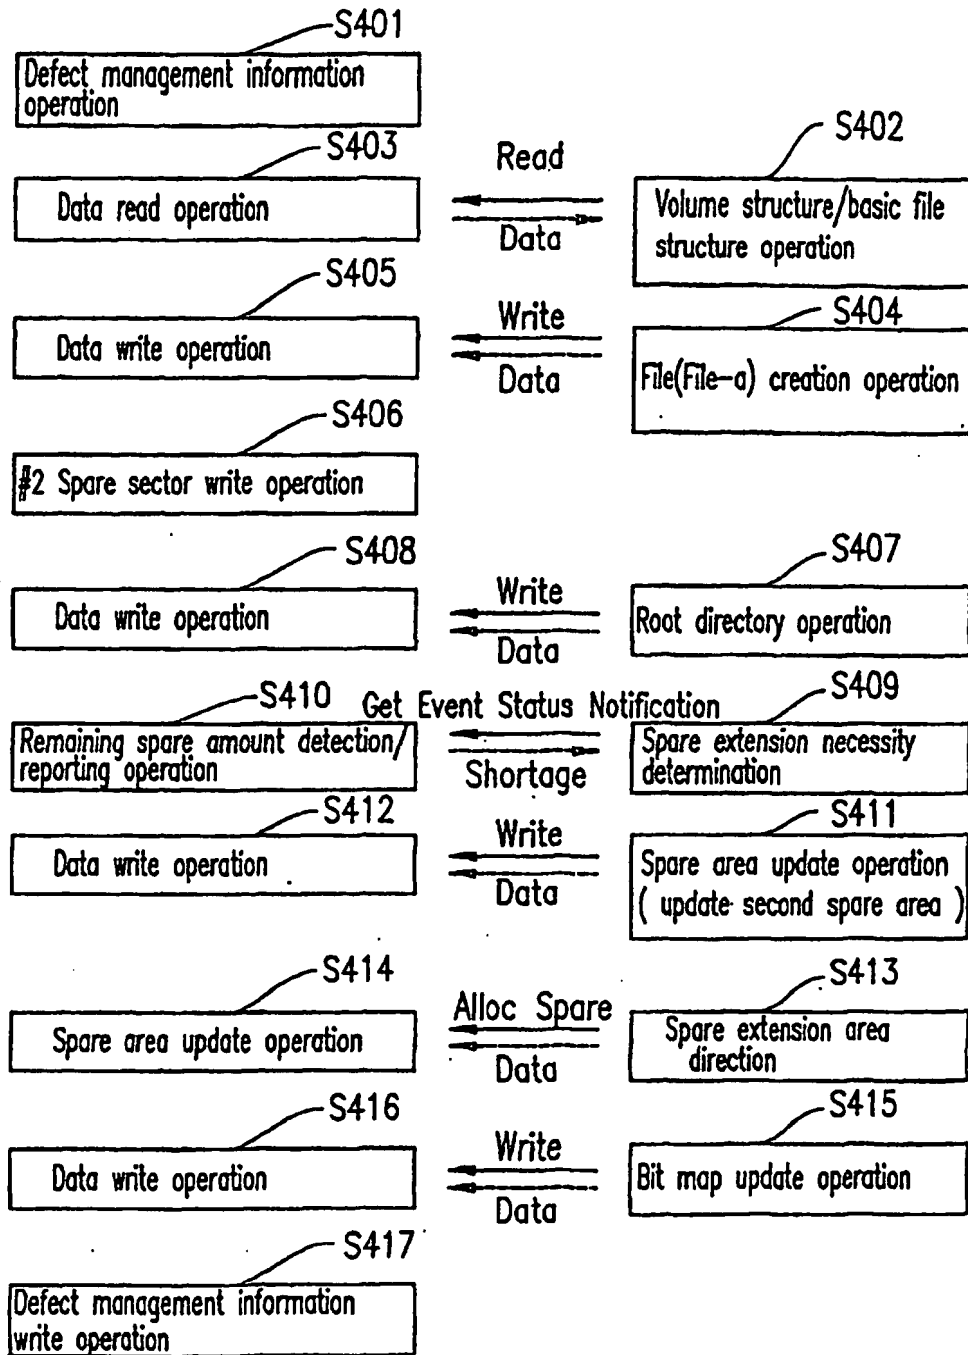 S401
Defect management information
operation
S402
S403
Read
Data read operation
Volume structure/basic file
structure operation
Data
S405
Write
S404
Data write operation
Data
File(File-a) creation operation
S406
#2 Spare sector write operation
S408
S407
Write
Data write operation
Root directory operation
Data
S410
Get Event Status Notification
S409
Remaining spare amount detection/
reporting operation
Shortage
Spare extension necessity
determination
S412
Write
S411
Data write operation
Data
Spare area update operation
( update second spare area )
S414
Alloc Spare
S413
Spare area update operation
Data
Spare extension area
direction
S416
Write
S415
Data write operation
Data
Bit map update operation
S417
Defect management information
write operation